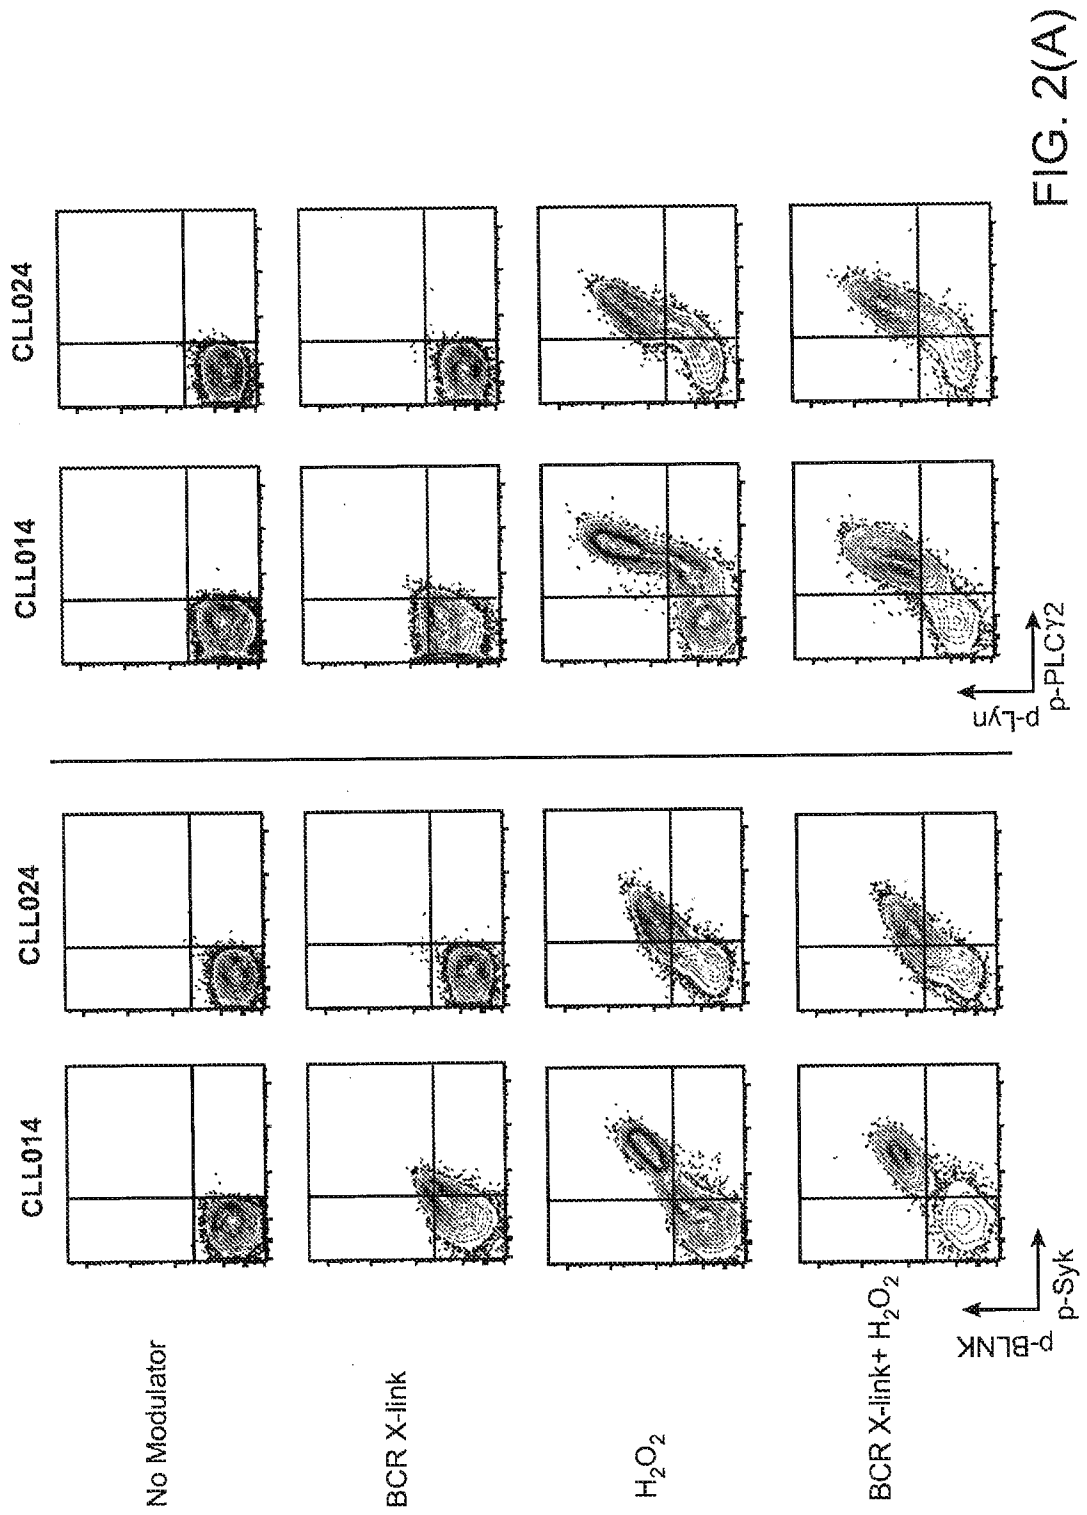 CLL014 CLL024 CLL014 CLL024
No Modulator
BCR X-link
H₂O₂
BCR X-link+ H₂O₂
p-BLNK
p-Syk
p-Lyn
p-PLCγ2
FIG. 2(A)